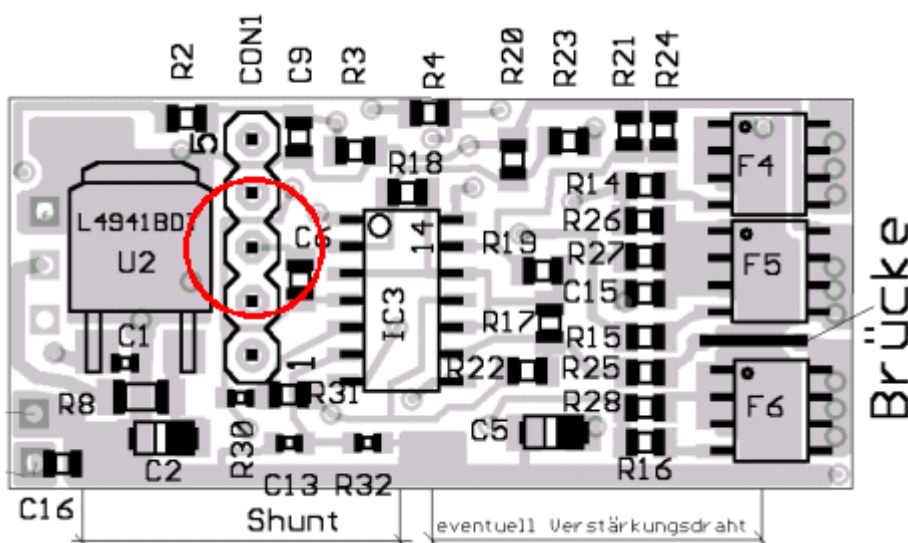 R2
CON1
C9
R3
R4
R20
R23
R21
R24
5
R18
L4941BDT
U2
C6
14
IC3
R19
R14
R26
R27
C15
F4
F5
Brücke
C1
1
R17
R15
R22
R25
R8
R31
R28
F6
C2
R30
C5
R16
C16
C13
R32
Shunt
eventuell Verstärkungsdraht